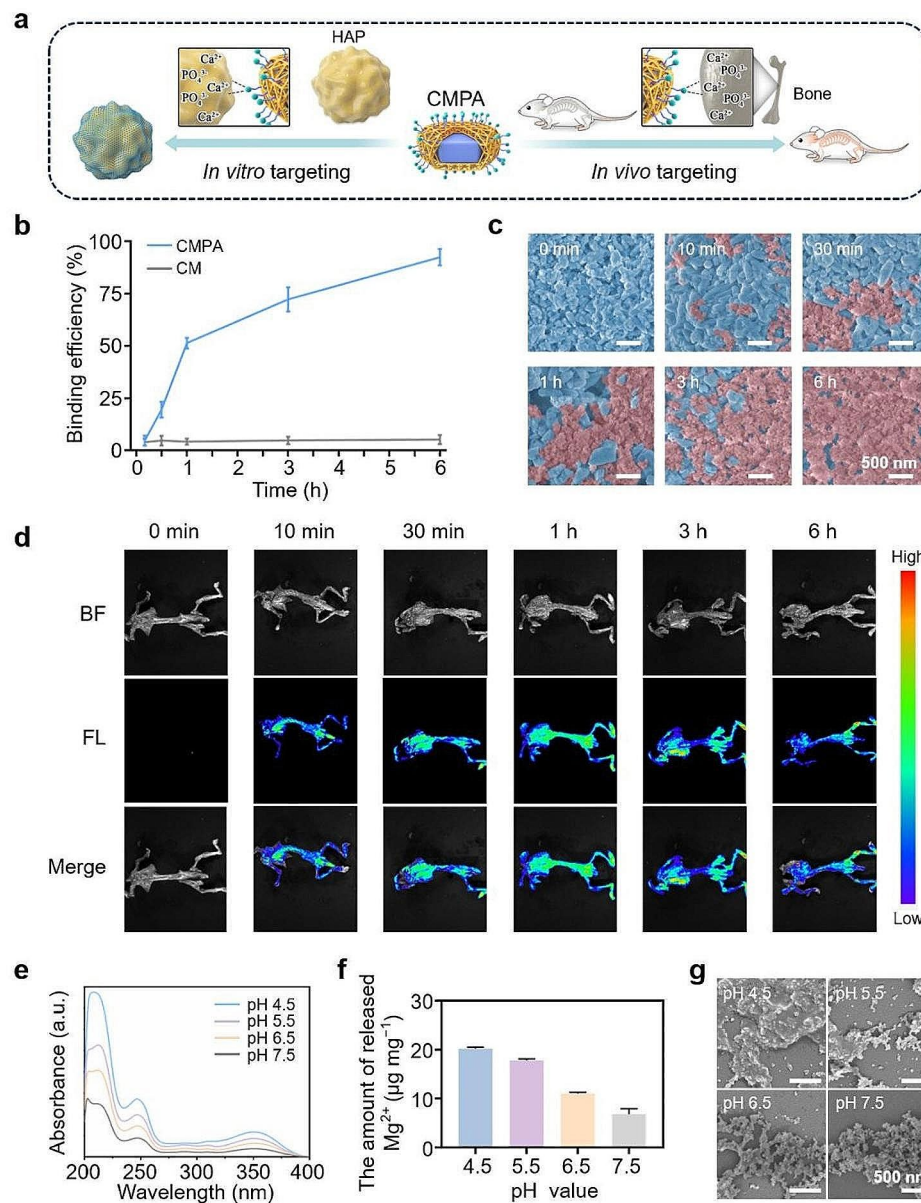 a
HAP
Ca²⁺
PO₄³⁻
Ca²⁺
PO₄³⁻
Ca²⁺
CMPA
Ca²⁺
PO₄³⁻
Ca²⁺
PO₄³⁻
Ca²⁺
Bone
In vitro targeting
In vivo targeting
b
CMPA
CM
Binding efficiency (%)
100
75
50
25
0
0 1 2 3 4 5 6
Time (h)
c
0 min 10 min 30 min
1 h 3 h 6 h
500 nm
d
0 min 10 min 30 min 1 h 3 h 6 h
BF
FL
Merge
High
Low
e
Absorbance (a.u.)
pH 4.5
pH 5.5
pH 6.5
pH 7.5
200 250 300 350 400
Wavelength (nm)
f
The amount of released
Mg²⁺ (μg mg⁻¹)
30
20
10
0
4.5 5.5 6.5 7.5
pH value
g
pH 4.5 pH 5.5
pH 6.5 pH 7.5
500 nm